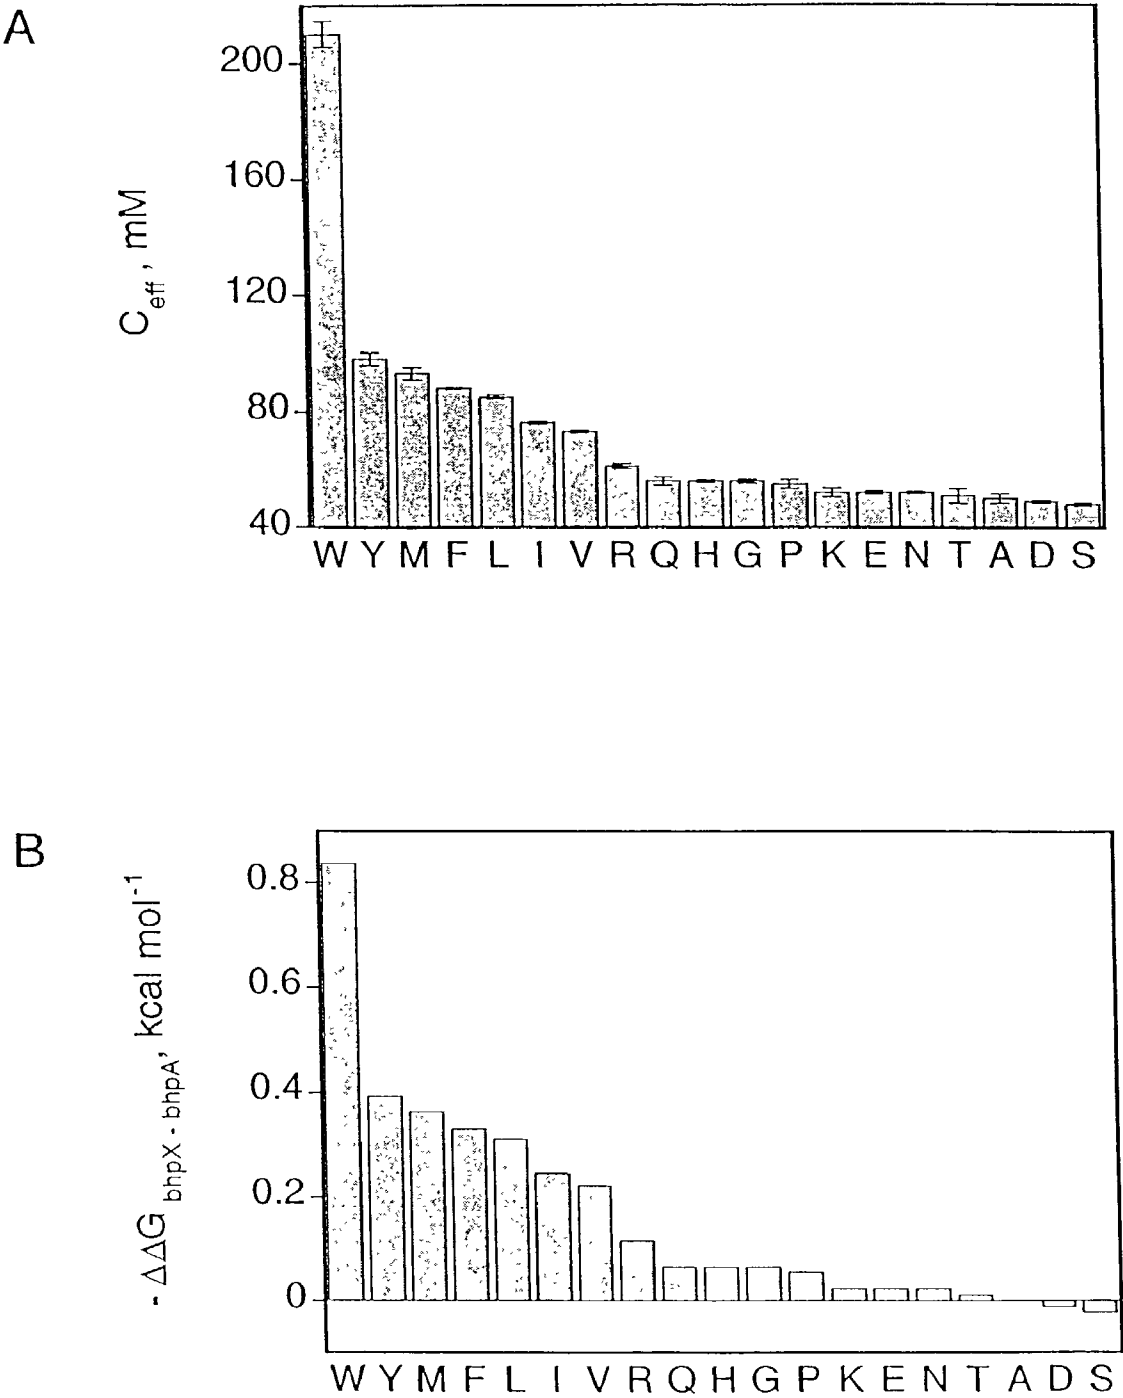 A
C eff , mM
200
160
120
80
40
W Y M F L I V R Q H G P K E N T A D S
B
- ΔΔG bhpX - bhpA, kcal mol-1
0.8
0.6
0.4
0.2
0
W Y M F L I V R Q H G P K E N T A D S